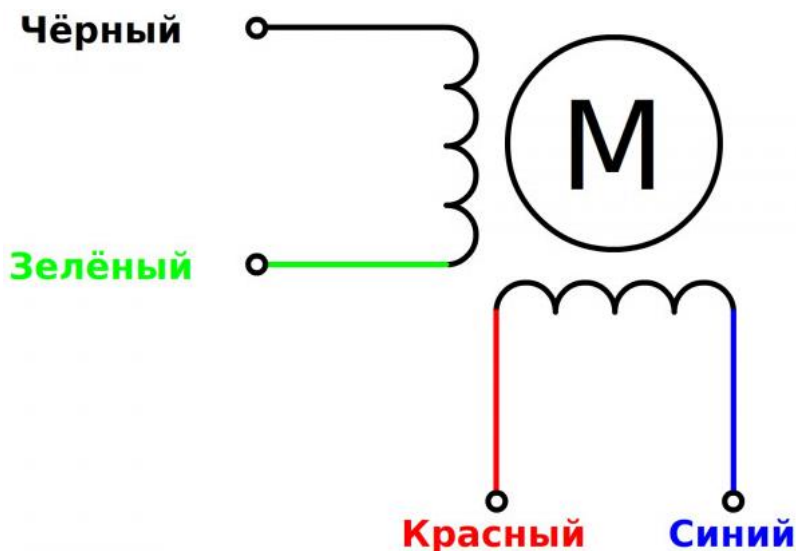 Чёрный
М
Зелёный
Красный
Синий